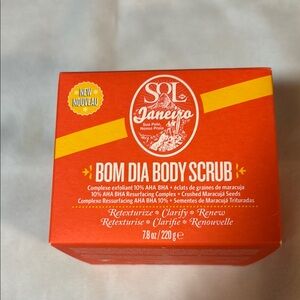 NEW
NOUVEAU
SOL
de
Janeiro
BOM DIA BODY SCRUB
Complexe exfoliant 10% AHA BHA • éclats de graines de maracuja
10% AHA BHA Resurfacing Complex • Crushed Maracujá Seeds
Complexo Resurfacing AHA BHA 10% • Sementes de Maracujá Trituradas
Retexturize ~ Clarify ~ Renew
Retexturise ~ Clarifie ~ Renouvelle
7.8 oz / 220 g ℮